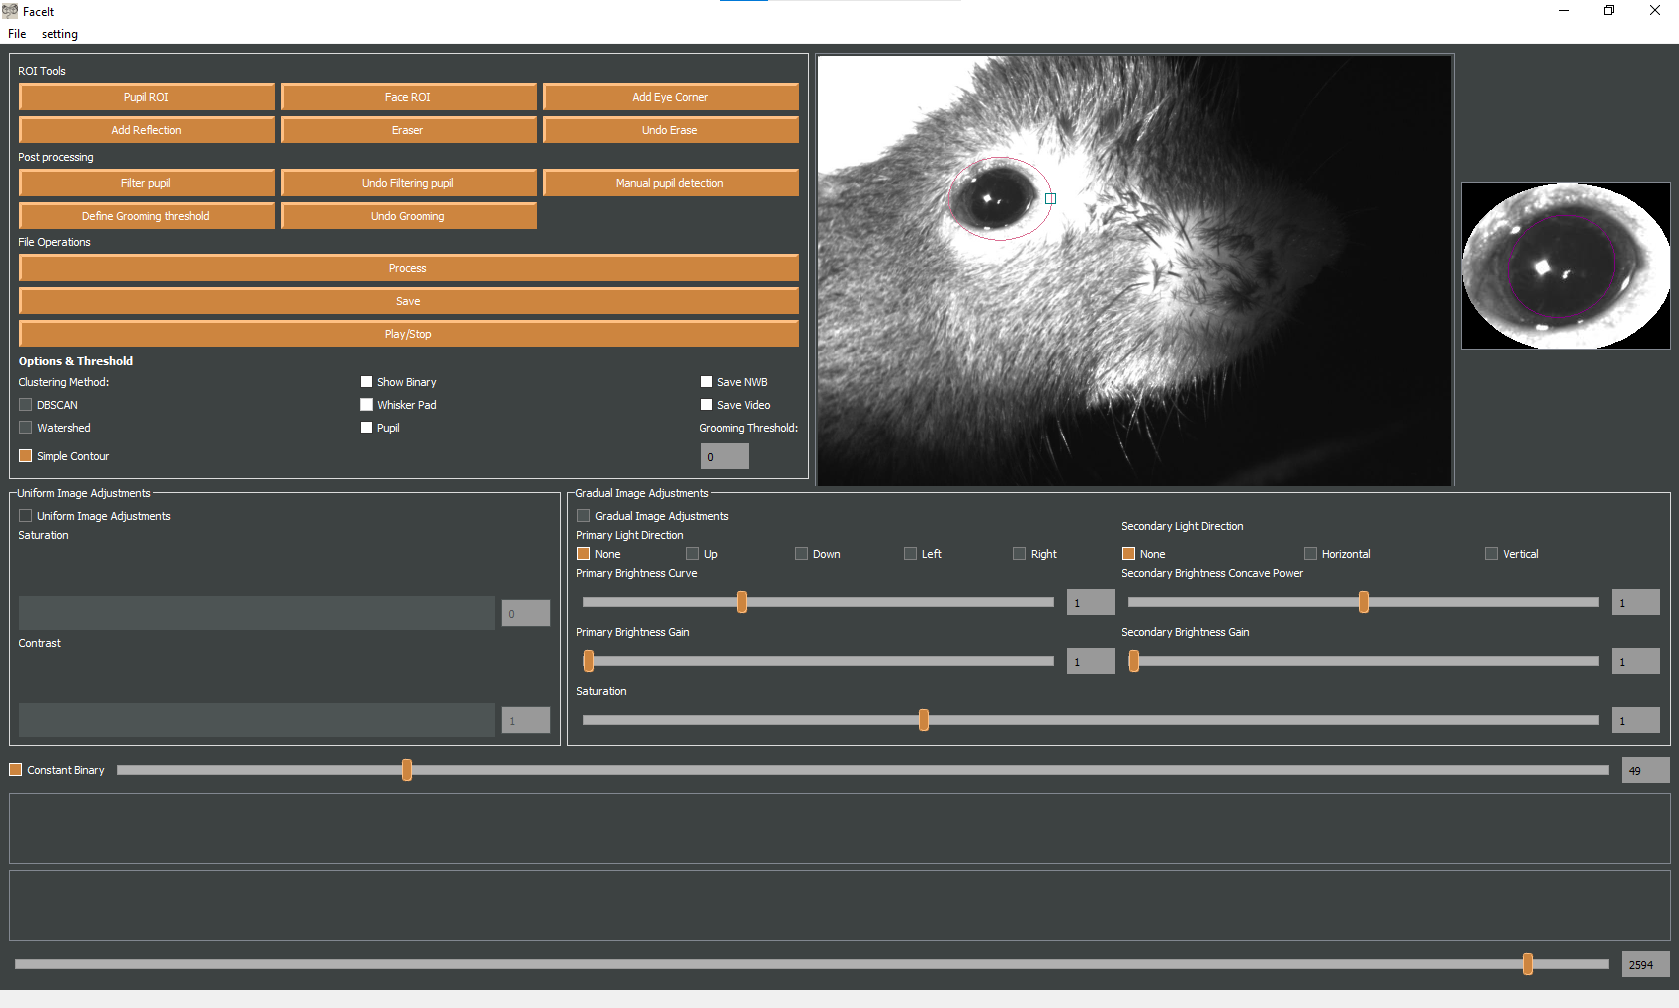 FaceIt
File setting
ROI Tools
Pupil ROI Face ROI Add Eye Corner
Add Reflection Eraser Undo Erase
Post processing
Filter pupil Undo Filtering pupil Manual pupil detection
Define Grooming threshold Undo Grooming
File Operations
Process
Save
Play/Stop
Options & Threshold
Clustering Method: Show Binary Save NWB
DBSCAN Whisker Pad Save Video
Watershed Pupil Grooming Threshold:
Simple Contour 0
Uniform Image Adjustments
Uniform Image Adjustments
Saturation
0
Contrast
1
Gradual Image Adjustments
Gradual Image Adjustments
Primary Light Direction
None Up Down Left Right
Primary Brightness Curve
1
Primary Brightness Gain
1
Secondary Light Direction
None Horizontal Vertical
Secondary Brightness Concave Power
1
Secondary Brightness Gain
1
Saturation
1
Constant Binary 49
2594